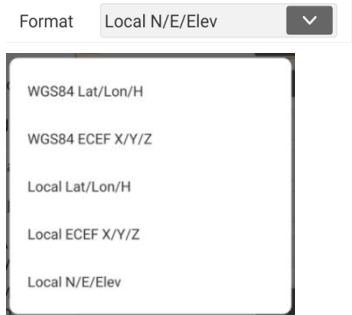 Format Local N/E/Elev
WGS84 Lat/Lon/H
WGS84 ECEF X/Y/Z
Local Lat/Lon/H
Local ECEF X/Y/Z
Local N/E/Elev